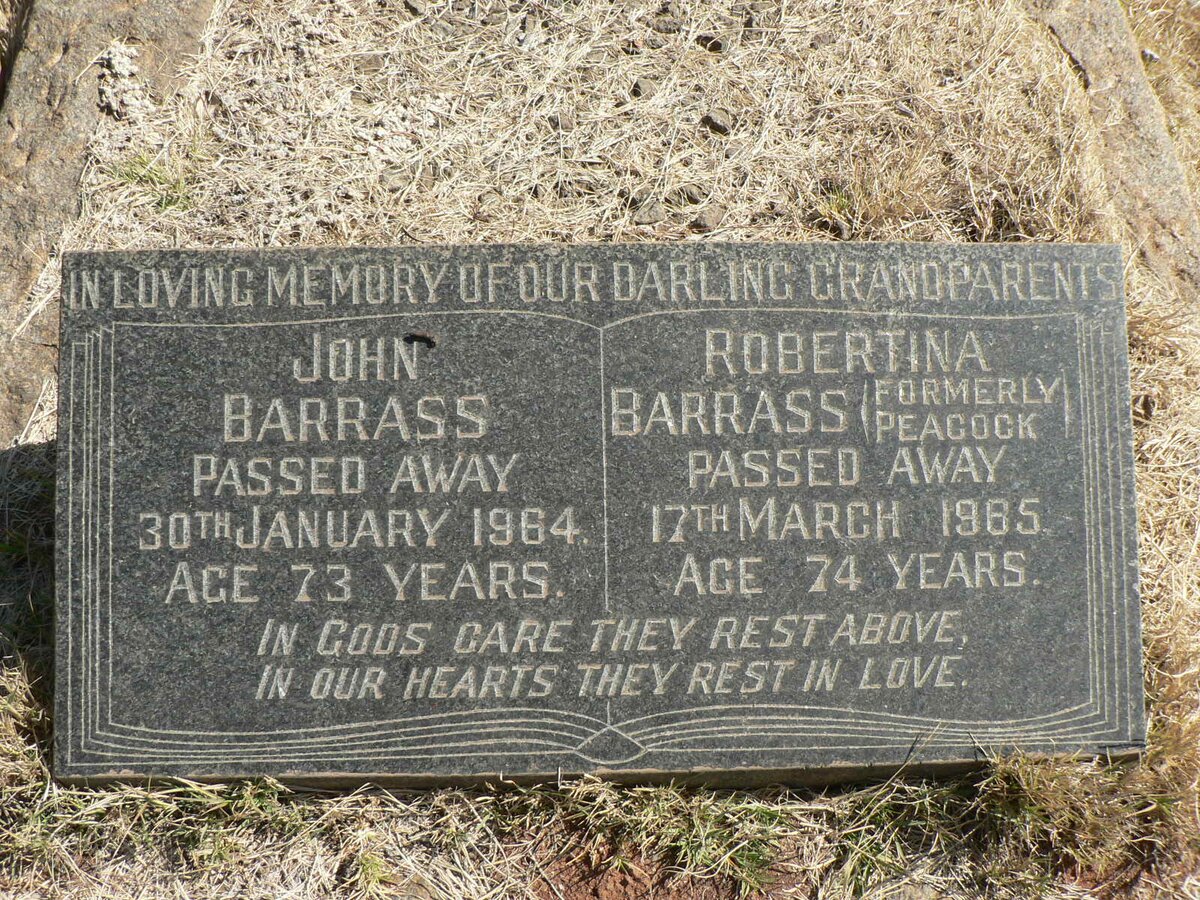 IN LOVING MEMORY OF OUR DARLING GRANDPARENTS
JOHN
BARRASS
PASSED AWAY
30TH JANUARY 1964.
AGE 73 YEARS.
ROBERTINA
BARRASS (FORMERLY
PEACOCK)
PASSED AWAY
17TH MARCH 1985.
AGE 74 YEARS.
IN GODS CARE THEY REST ABOVE,
IN OUR HEARTS THEY REST IN LOVE.